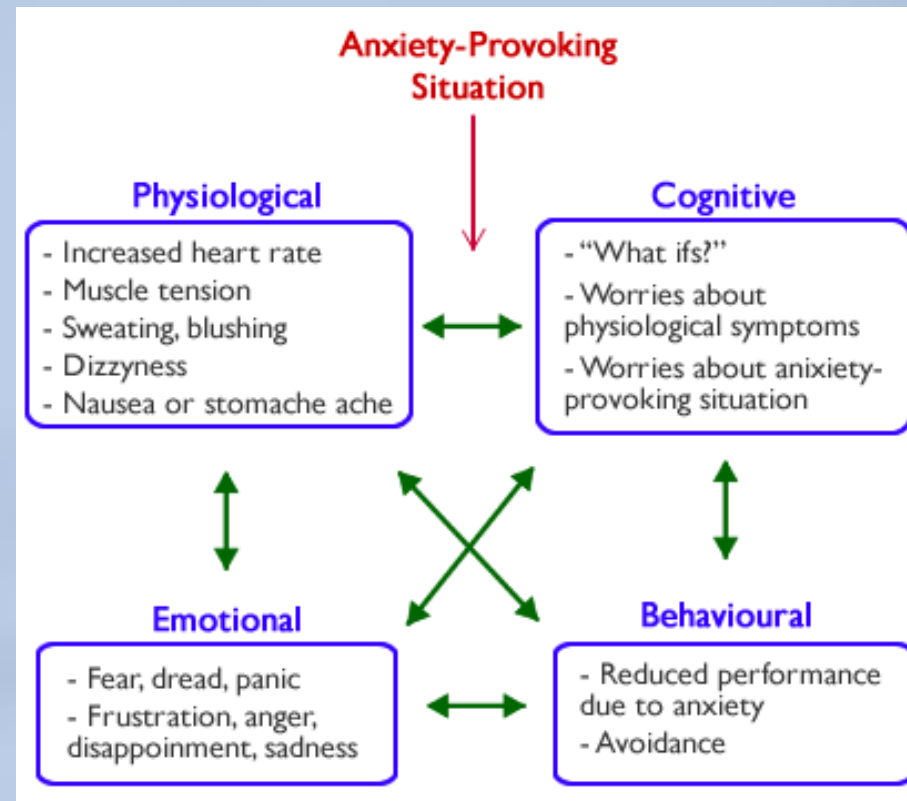 Anxiety-Provoking
Situation
Physiological
- Increased heart rate
- Muscle tension
- Sweating, blushing
- Dizzyness
- Nausea or stomache ache
Cognitive
- “What ifs?”
- Worries about
physiological symptoms
- Worries about anixiety-
provoking situation
Emotional
- Fear, dread, panic
- Frustration, anger,
disappoinment, sadness
Behavioural
- Reduced performance
due to anxiety
- Avoidance